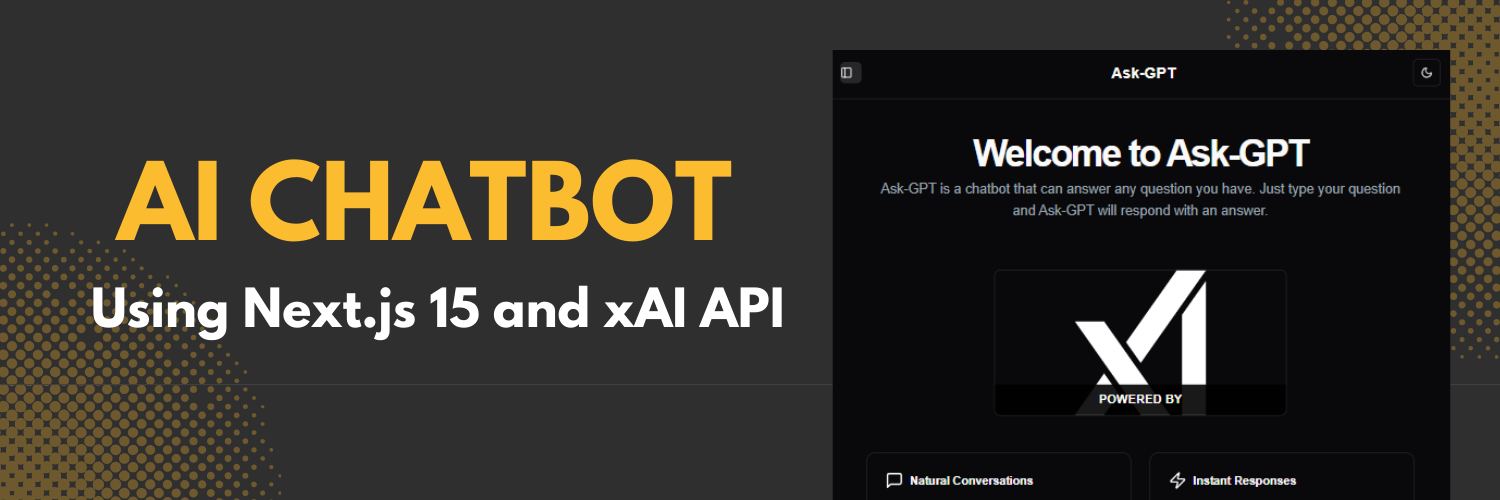 AI CHATBOT
Using Next.js 15 and xAI API
Ask-GPT
Welcome to Ask-GPT
Ask-GPT is a chatbot that can answer any question you have. Just type your question
and Ask-GPT will respond with an answer.
xAI
POWERED BY
Natural Conversations
Instant Responses